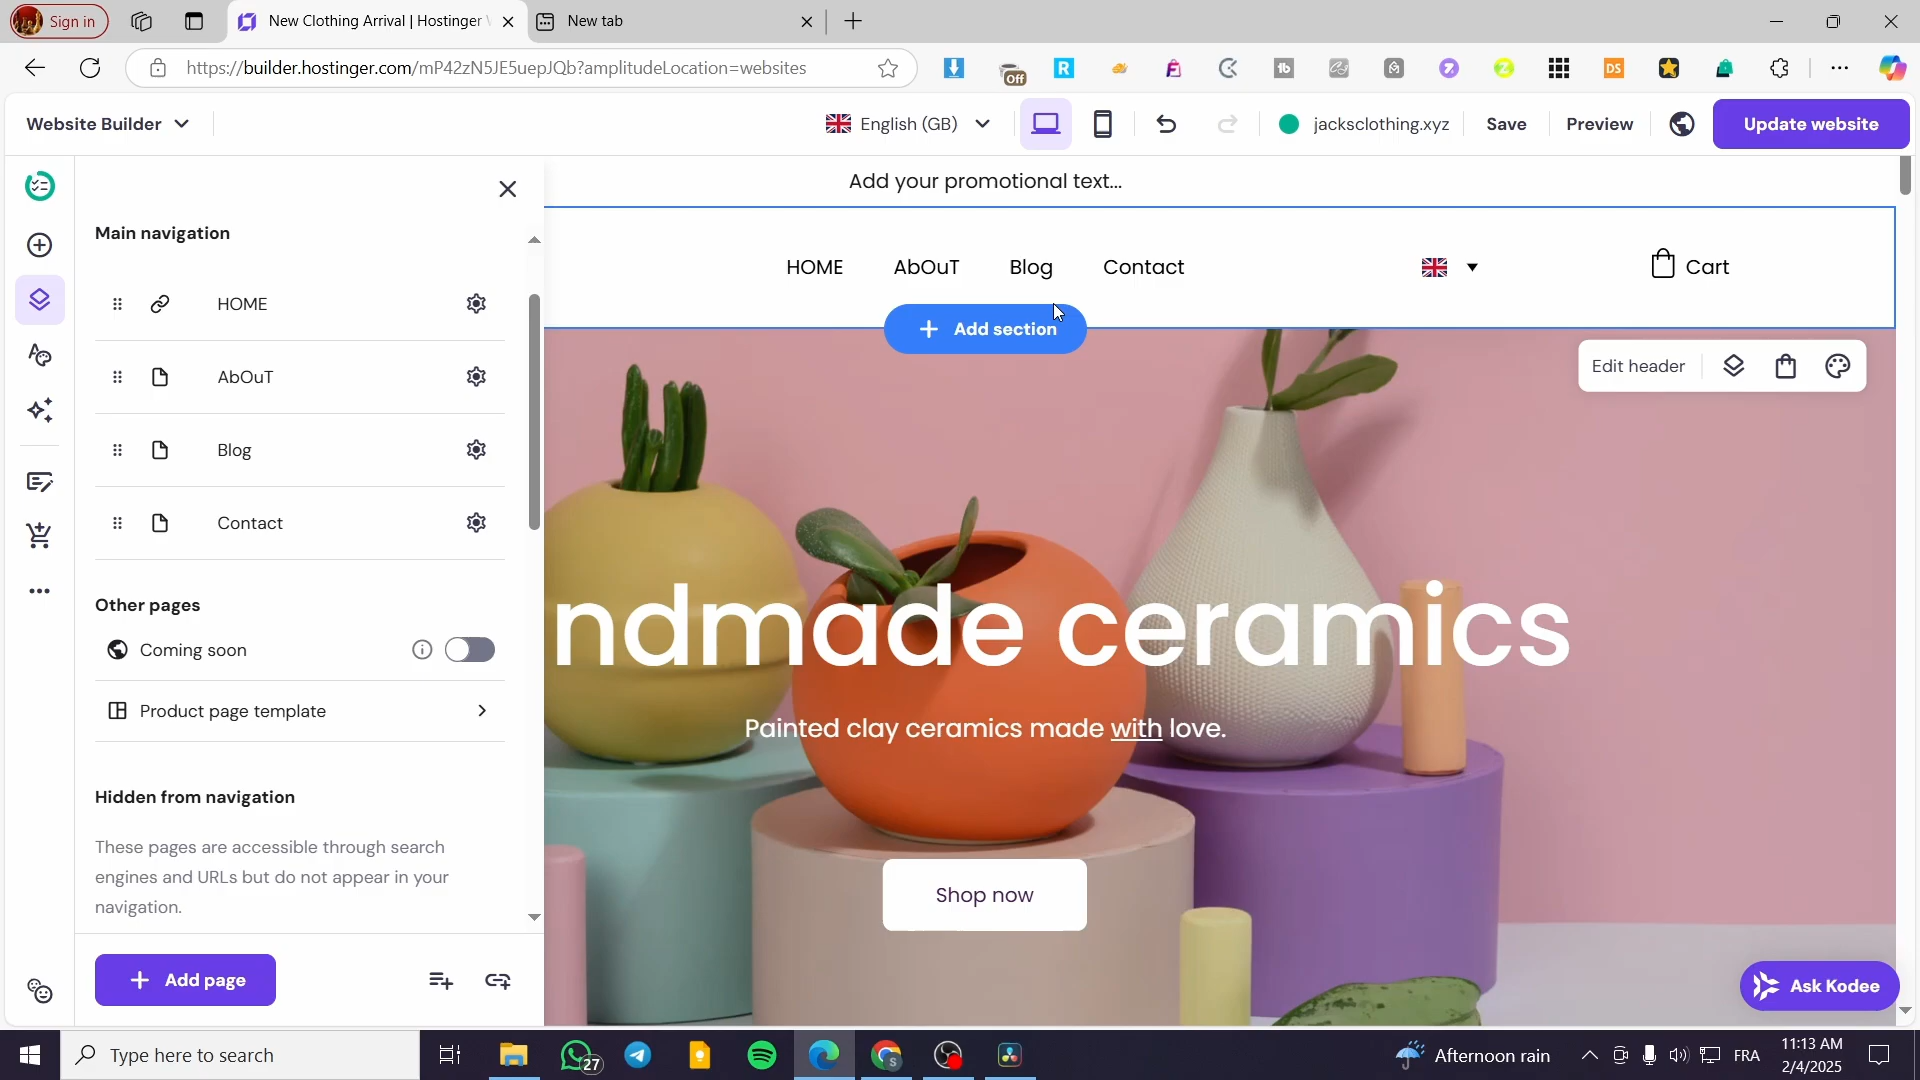 Sign in
New Clothing Arrival | Hostinger
New tab
https://builder.hostinger.com/mP42zN5JE5uepJQb?amplitudeLocation=websites
Off
Website Builder
English (GB)
jacksclothing.xyz
Save
Preview
Update website
Main navigation
HOME
AbOuT
Blog
Contact
Other pages
Coming soon
Product page template
Hidden from navigation
These pages are accessible through search
engines and URLs but do not appear in your
navigation.
+ Add page
Add your promotional text...
HOME AbOuT Blog Contact
Cart
+ Add section
Edit header
ndmade ceramics
Painted clay ceramics made with love.
Shop now
Ask Kodee
Type here to search
27
Afternoon rain
FRA
11:13 AM
2/4/2025